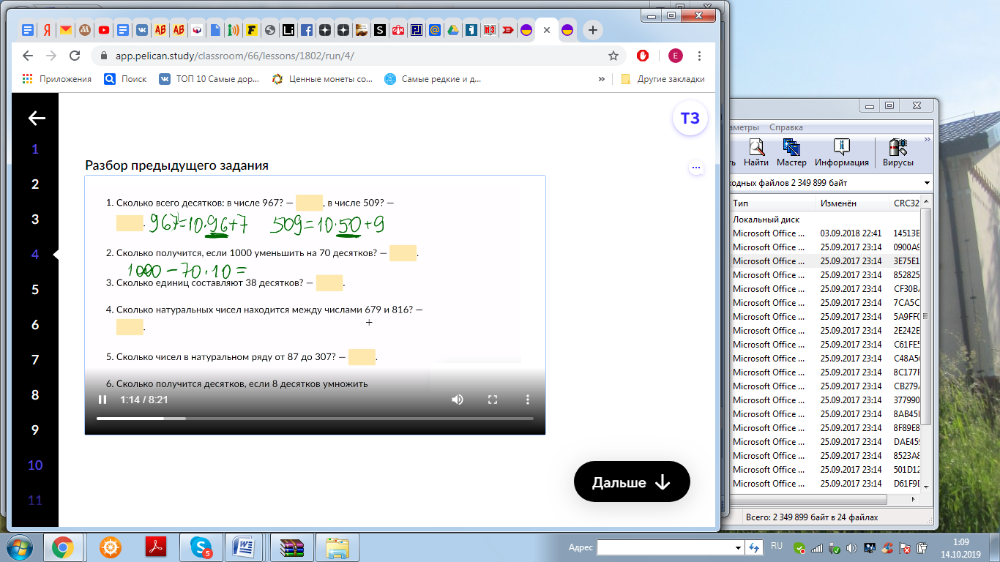 app.pelican.study/classroom/66/lessons/1802/run/4/
E
Приложения
Поиск
ТОП 10 Самые дор...
Ценные монеты со...
Самые редкие и д...
»
Другие закладки
ТЗ
1
2
3
4
5
6
7
8
9
10
11
Разбор предыдущего задания
1. Сколько всего десятков: в числе 967? — , в числе 509? —
. 967=10·96+7 509=10·50+9
2. Сколько получится, если 1000 уменьшить на 70 десятков? — .
1000 – 70·10 =
3. Сколько единиц составляют 38 десятков? — .
4. Сколько натуральных чисел находится между числами 679 и 816? —
.
5. Сколько чисел в натуральном ряду от 87 до 307? — .
6. Сколько получится десятков, если 8 десятков умножить
1:14 / 8:21
Дальше
аметры Справка
ть Найти Мастер Информация Вирусы »
ходных файлов 2 349 899 байт
Тип Изменён CRC32
Локальный диск
Microsoft Office ... 03.09.2018 22:41 14513E
Microsoft Office ... 25.09.2017 23:14 0900A9
Microsoft Office ... 25.09.2017 23:14 3E75E1
Microsoft Office ... 25.09.2017 23:14 852825
Microsoft Office ... 25.09.2017 23:14 CF30BA
Microsoft Office ... 25.09.2017 23:14 7CA5C
Microsoft Office ... 25.09.2017 23:14 5A9FF0
Microsoft Office ... 25.09.2017 23:14 2E242E
Microsoft Office ... 25.09.2017 23:14 C61FE5
Microsoft Office ... 25.09.2017 23:14 C48A50
Microsoft Office ... 25.09.2017 23:14 8C177F
Microsoft Office ... 25.09.2017 23:14 CB279A
Microsoft Office ... 25.09.2017 23:14 377990
Microsoft Office ... 25.09.2017 23:14 8AB45I
Microsoft Office ... 25.09.2017 23:14 8F89E8
Microsoft Office ... 25.09.2017 23:14 DAE459
Microsoft Office ... 25.09.2017 23:14 8523A8
Microsoft Office ... 25.09.2017 23:14 501D12
Microsoft Office ... 25.09.2017 23:14 D61F9D
Всего: 2 349 899 байт в 24 файлах
Адрес
RU
1:09
14.10.2019